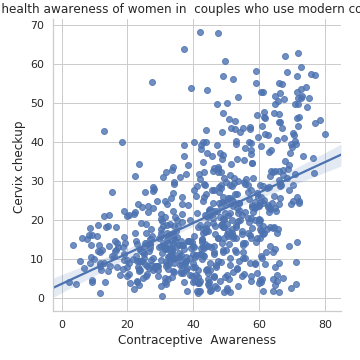 health awareness of women in couples who use modern co
70
60
50
40
30
20
10
0
Cervix checkup
0 20 40 60 80
Contraceptive Awareness